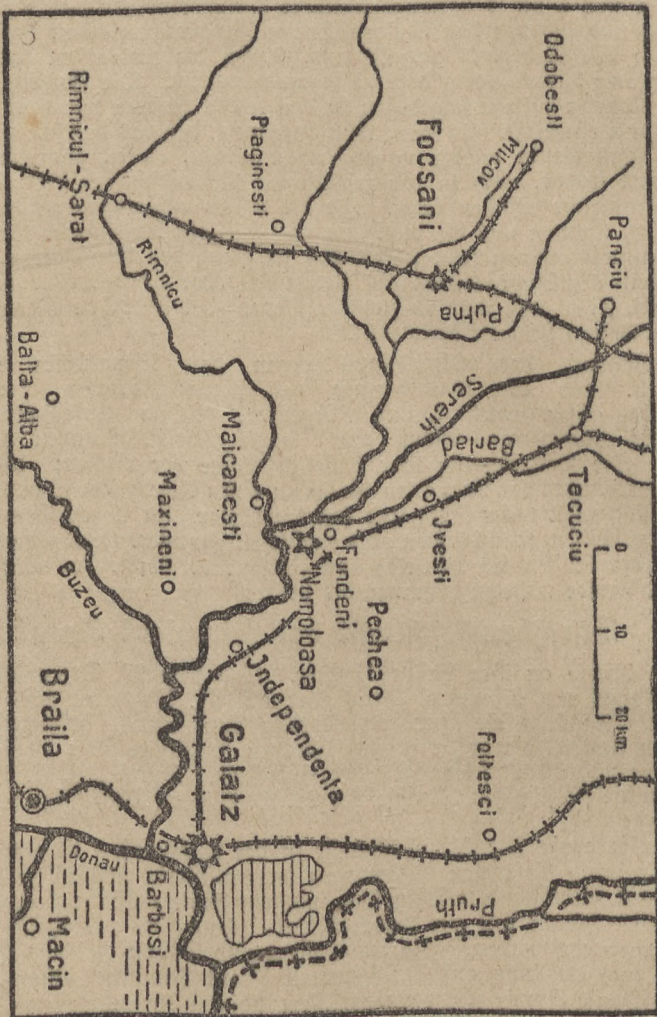 0 10 20 km.
Panciu
Tecuciu
Odobesti
Milcov
Foltesci
Putna
Sereth
Barlad
Pruth
Focsani
Jvesti
Pechea
Fundeni
Nomoloasa
Jndependenta
Plaginesti
Galatz
Maicanesti
Maxineni
Rimnicu
Barbosi
Rimnicul-Sarat
Buzeu
Donau
Macin
Braila
Balta-Alba